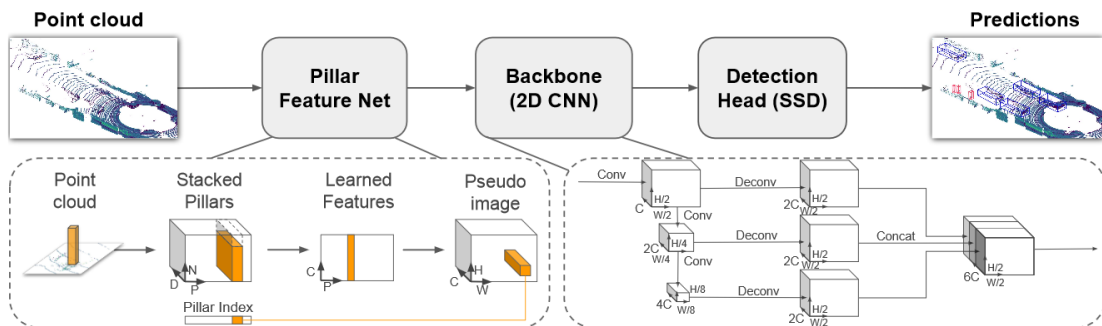 Point cloud
Predictions
Pillar
Feature Net
Backbone
(2D CNN)
Detection
Head (SSD)
Point
cloud
Stacked
Pillars
Learned
Features
Pseudo
image
N
D
P
C
P
H
C
W
Pillar Index
Conv
H/2
C
W/2
Deconv
H/2
2C
W/2
Conv
H/4
2C
W/4
Deconv
H/2
2C
W/2
Concat
H/2
6C
W/2
Conv
H/8
4C
W/8
Deconv
H/2
2C
W/2